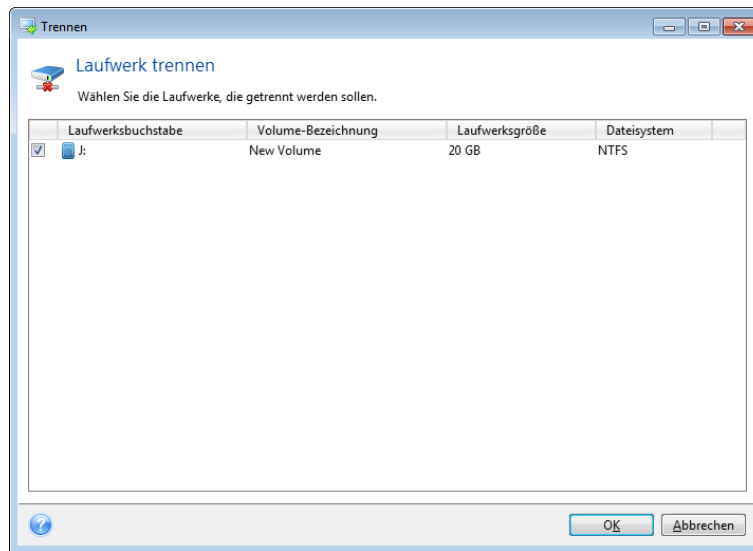 Trennen
Laufwerk trennen
Wählen Sie die Laufwerke, die getrennt werden sollen.
Laufwerksbuchstabe Volume-Bezeichnung Laufwerksgröße Dateisystem
J: New Volume 20 GB NTFS
OK Abbrechen